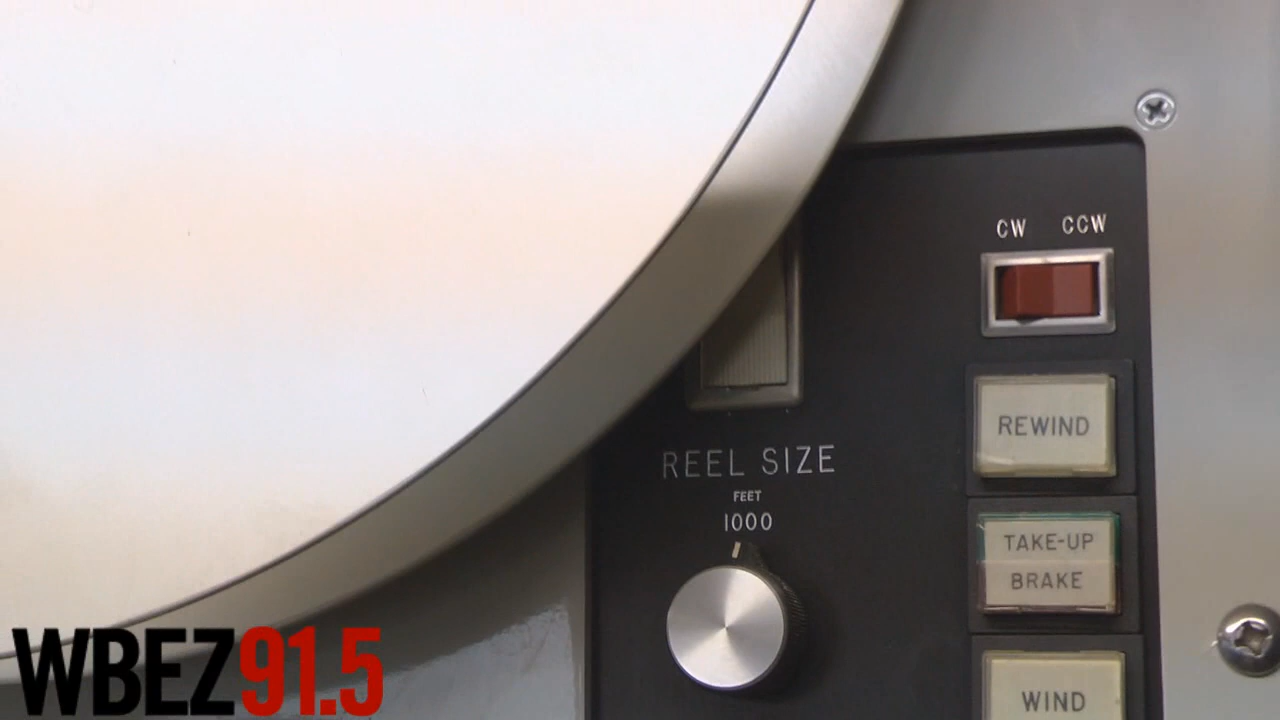 CW CCW
REWIND
REEL SIZE
FEET
1000
TAKE-UP
BRAKE
WIND
WBEZ91.5